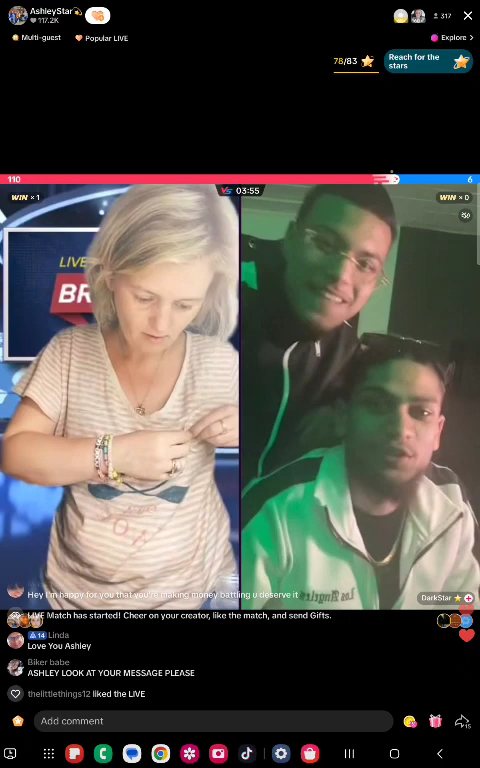 AshleyStar💫
117.2K
317
Multi-guest
Popular LIVE
Explore >
78/83
Reach for the
stars
110
6
WIN × 1
VS 03:55
WIN × 0
LIVE
BR
Los Angeles
Hey I'm happy for you that you're making money battling u deserve it
DarkStar ⭐
LIVE Match has started! Cheer on your creator, like the match, and send Gifts.
14 Linda
Love You Ashley
Biker babe
ASHLEY LOOK AT YOUR MESSAGE PLEASE
thelittlethings12 liked the LIVE
Add comment
15